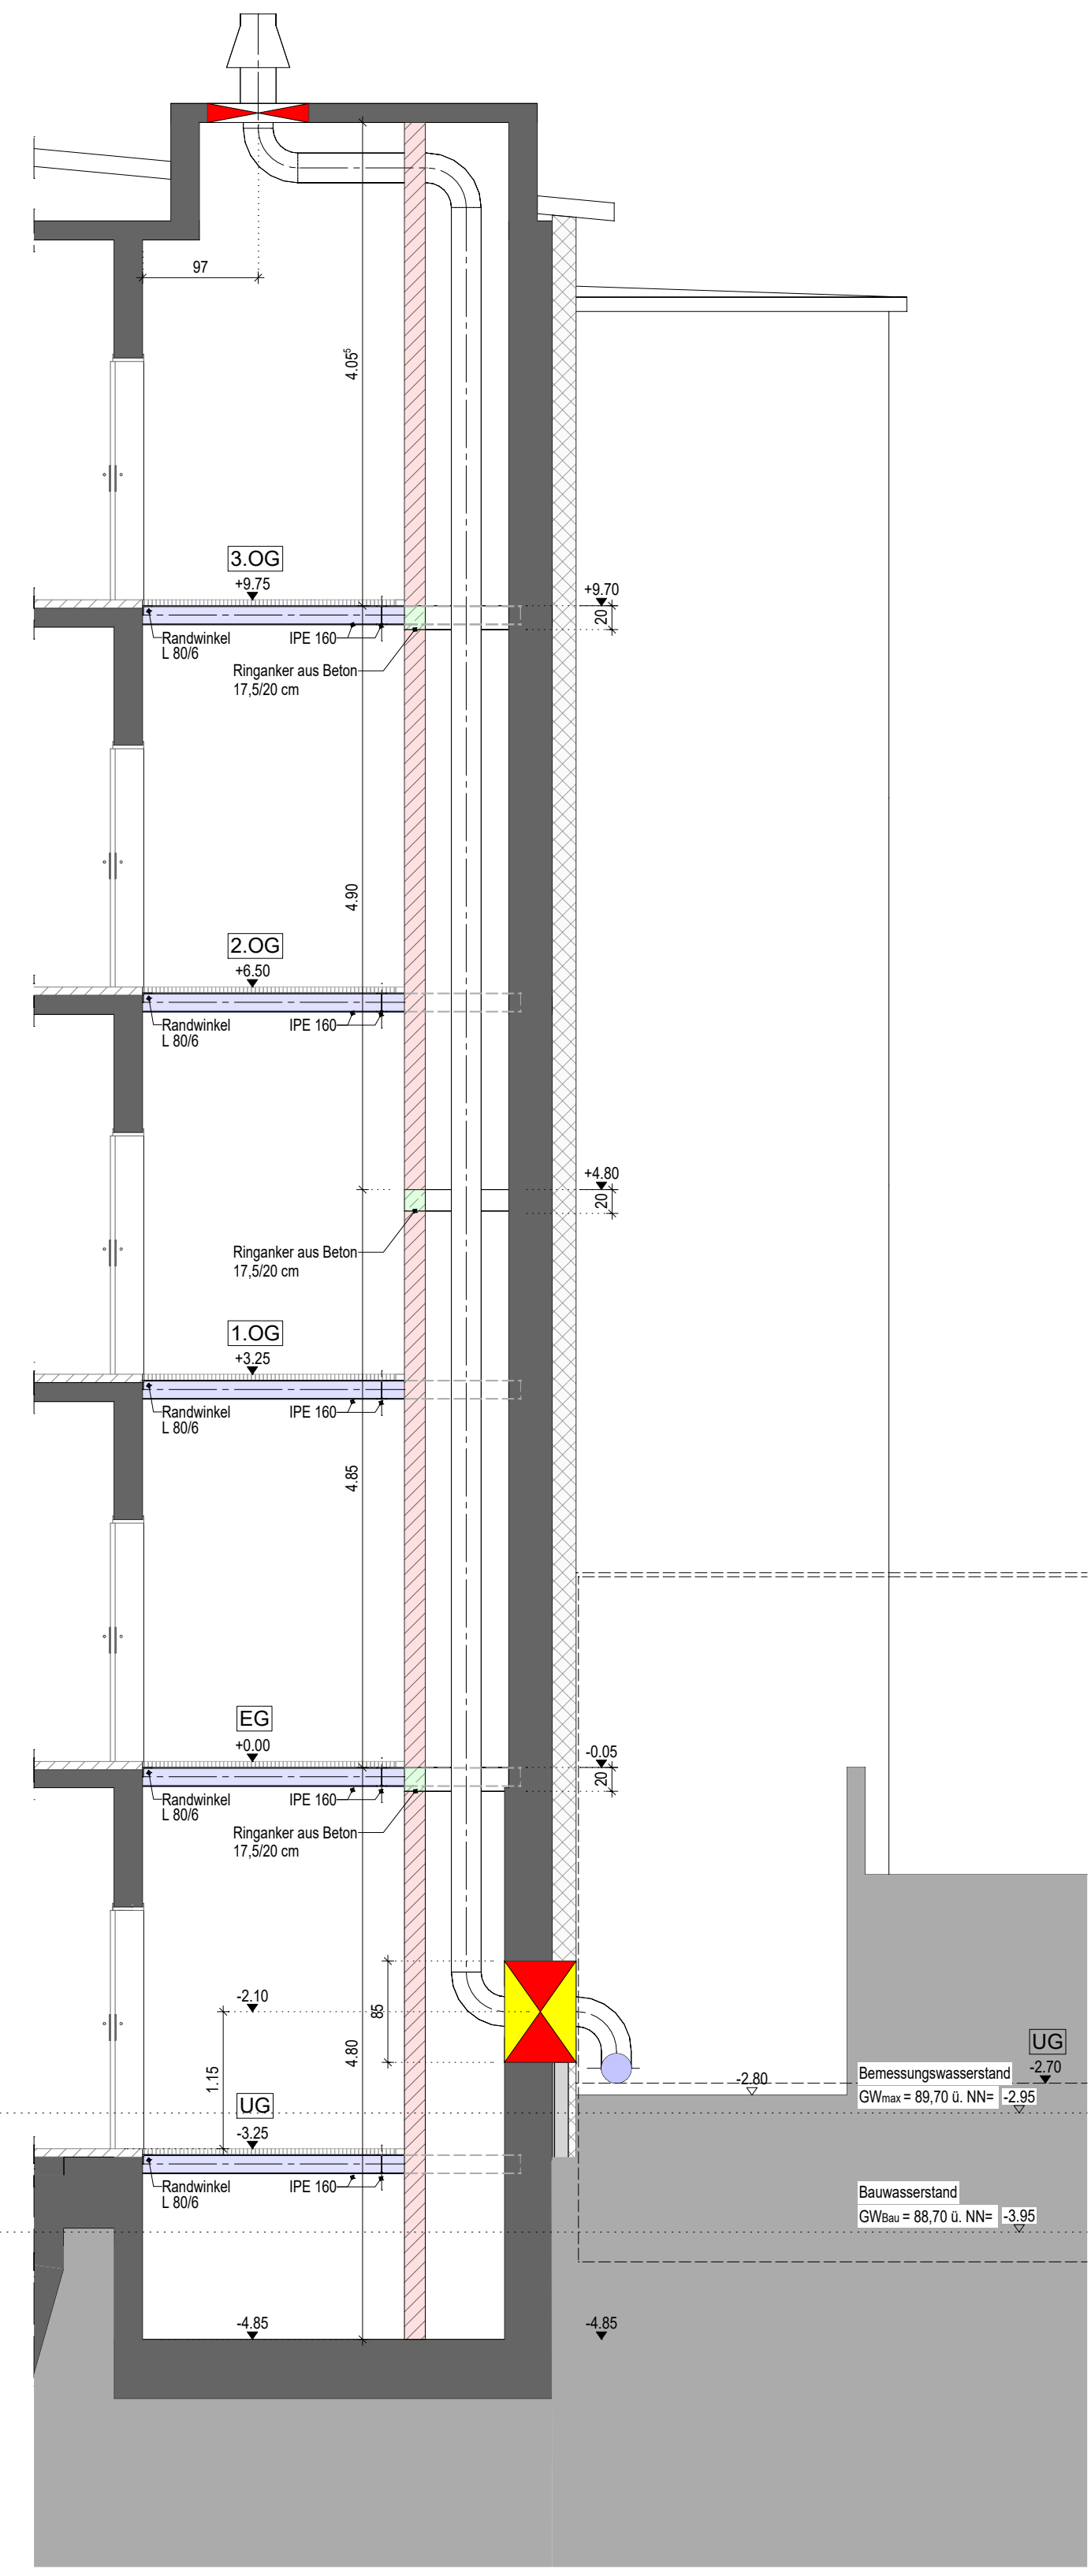 97
4.05⁵
3.OG
+9.75
+9.70
20
Randwinkel
L 80/6
IPE 160
Ringanker aus Beton
17,5/20 cm
4.90
2.OG
+6.50
Randwinkel
L 80/6
IPE 160
+4.80
20
Ringanker aus Beton
17,5/20 cm
1.OG
+3.25
Randwinkel
L 80/6
IPE 160
4.85
EG
+0.00
-0.05
20
Randwinkel
L 80/6
IPE 160
Ringanker aus Beton
17,5/20 cm
-2.10
85
4.80
1.15
UG
-2.70
-2.80
Bemessungswasserstand
GWmax = 89,70 ü. NN= -2.95
UG
-3.25
Randwinkel
L 80/6
IPE 160
Bauwasserstand
GWBau = 88,70 ü. NN= -3.95
-4.85
-4.85